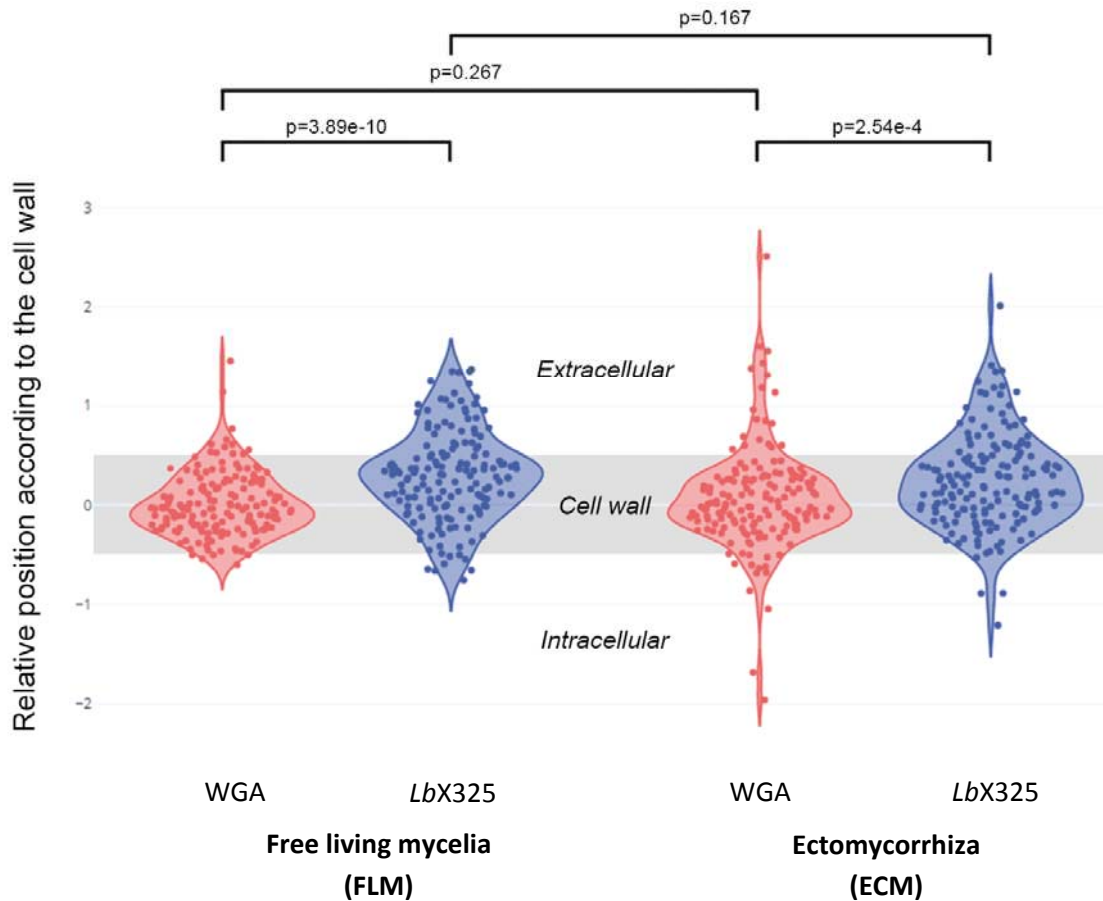 p=0.167
p=0.267
p=3.89e-10
p=2.54e-4
Relative position according to the cell wall
3
2
1
0
−1
−2
Extracellular
Cell wall
Intracellular
WGA
LbX325
WGA
LbX325
Free living mycelia
(FLM)
Ectomycorrhiza
(ECM)